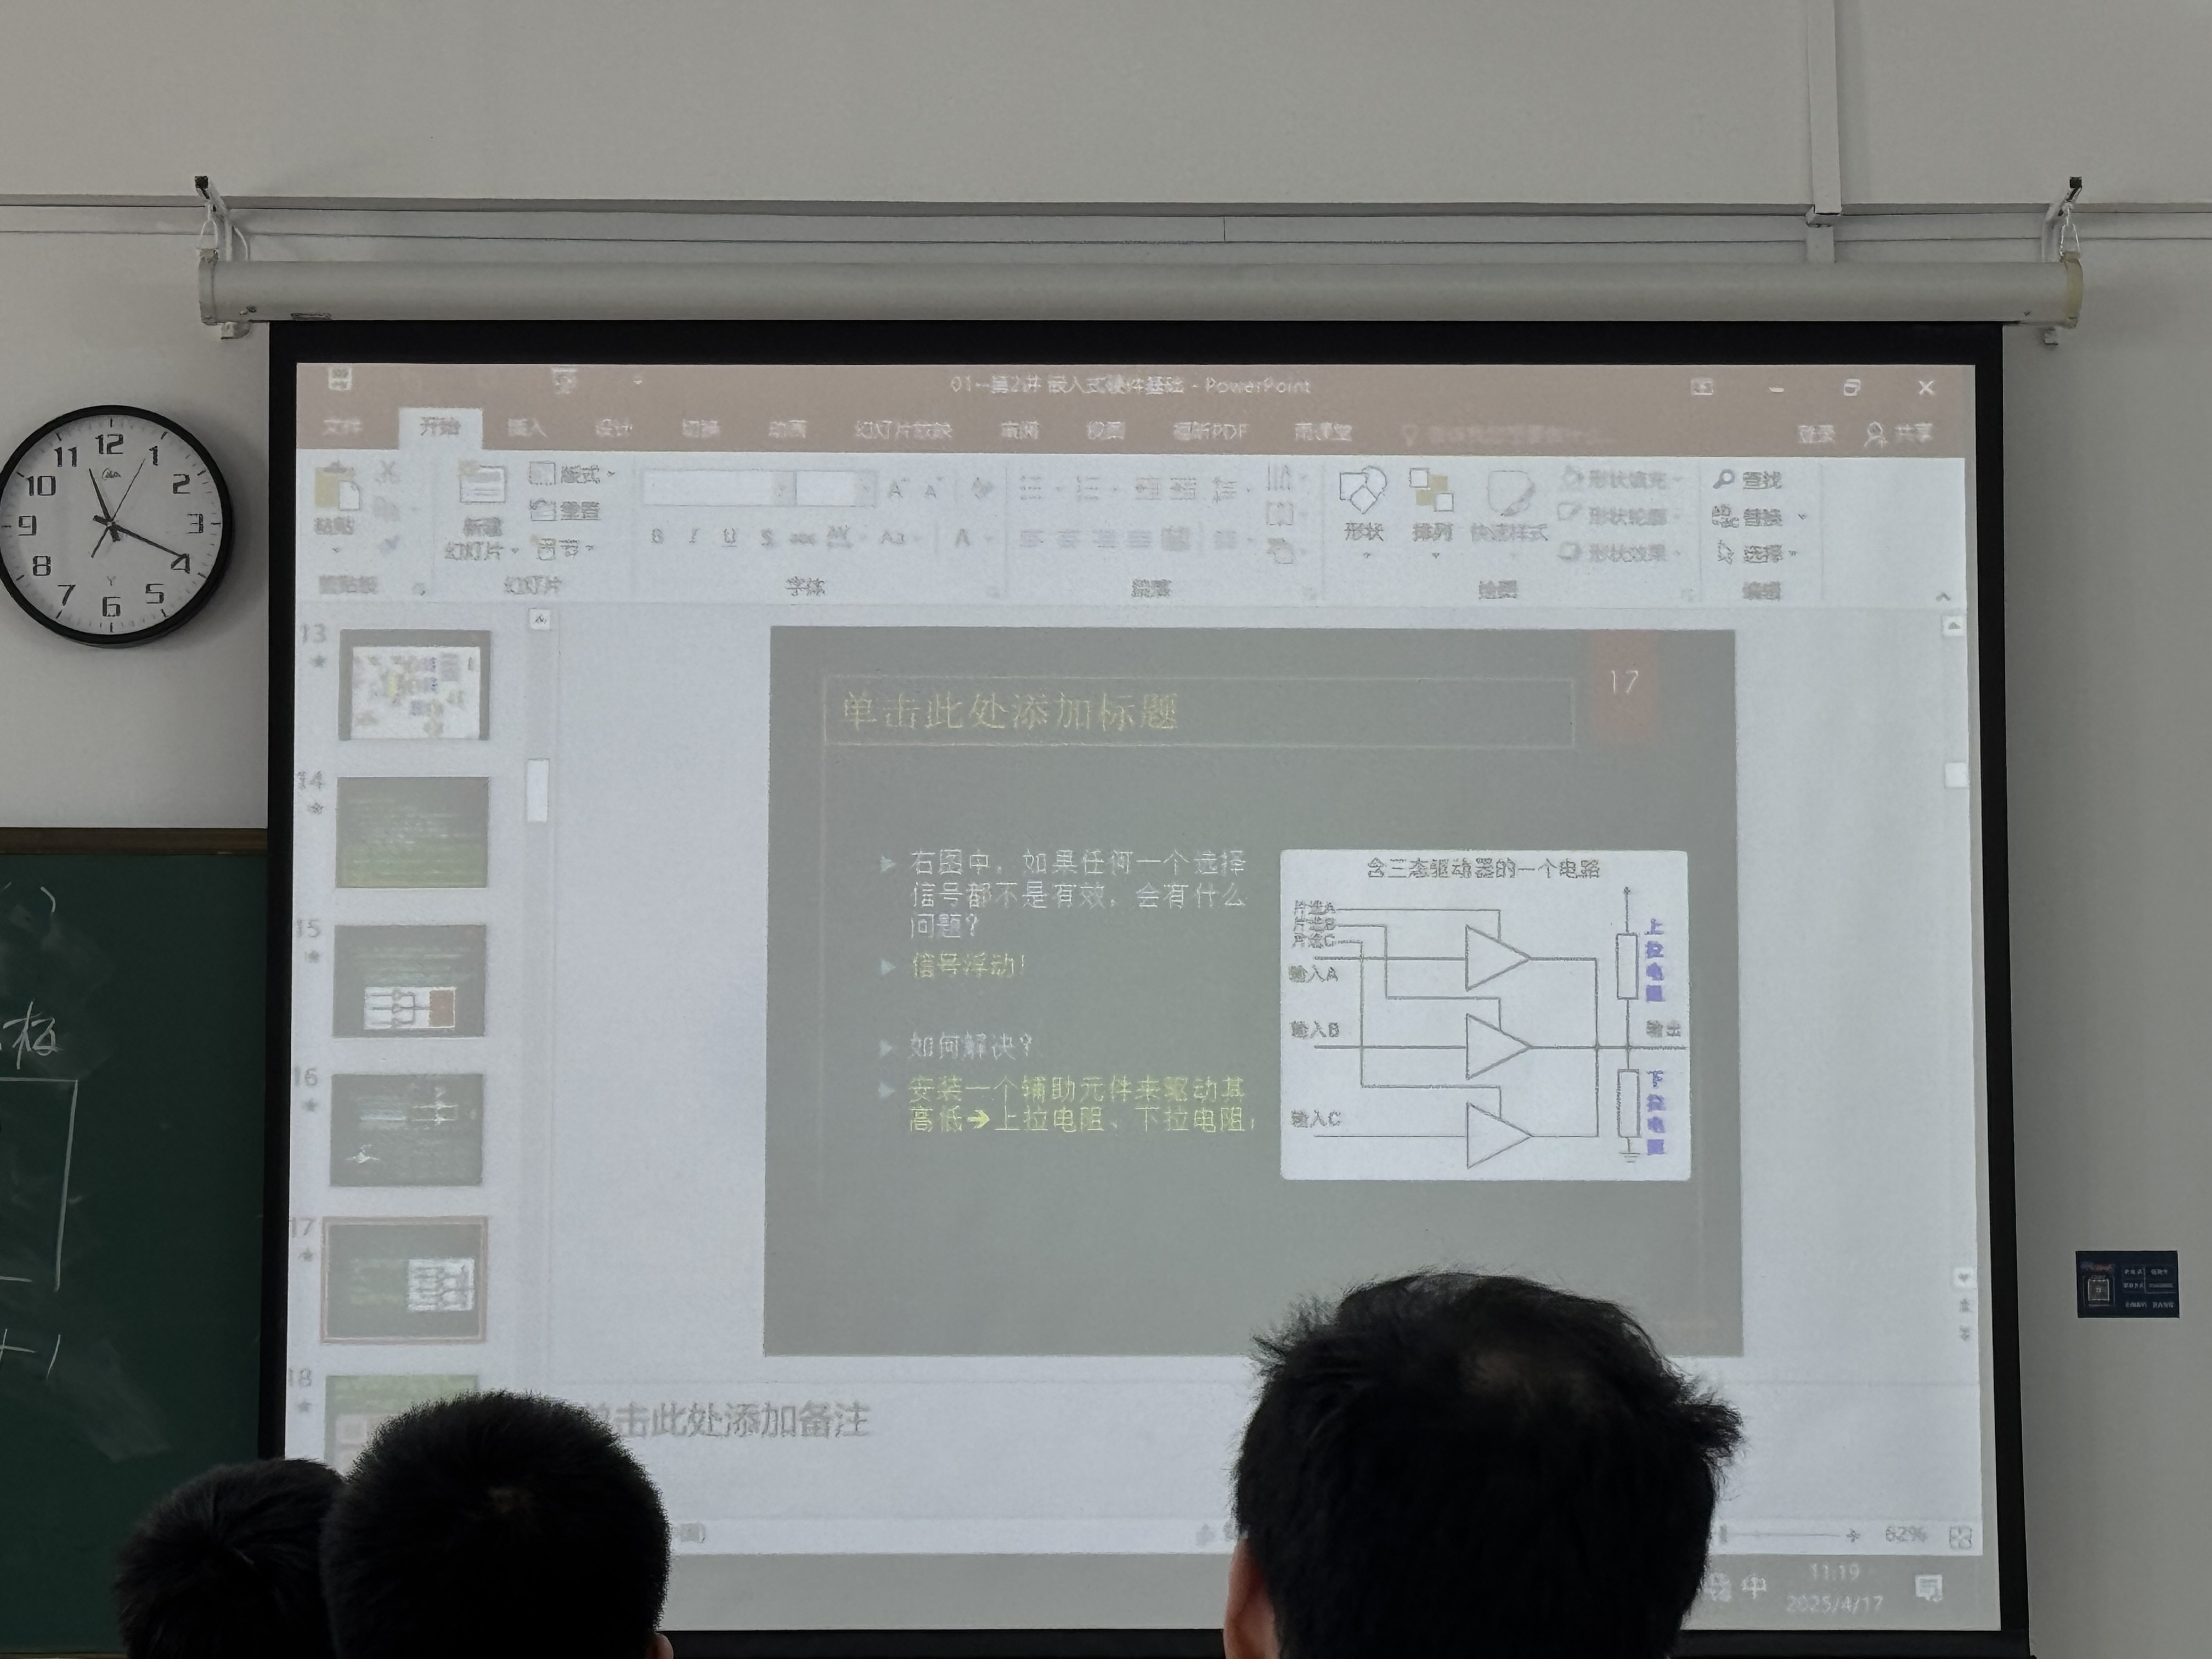 01--第2讲 嵌入式硬件基础 - PowerPoint
文件 开始 插入 设计 切换 动画 幻灯片放映 审阅 视图 福昕PDF 雨课堂 登录 共享
12
1
2
3
4
5
6
7
8
9
10
11
粘贴
新建
幻灯片
版式
重置
节
B I U S abc AV Aa A
形状
排列
快速样式
形状填充
形状轮廓
形状效果
查找
替换
选择
剪贴板 幻灯片 字体 段落 绘图 编辑
13
14
15
16
17
18
17
单击此处添加标题
右图中，如果任何一个选择
信号都不是有效，会有什么
问题？
信号浮动！
如何解决？
安装一个辅助元件来驱动其
高低→上拉电阻、下拉电阻；
含三态驱动器的一个电路
片选A
片选B
片选C
输入A
输入B
输入C
上拉电阻
输出
下拉电阻
单击此处添加备注
62%
中
11:19
2025/4/17
板
+1